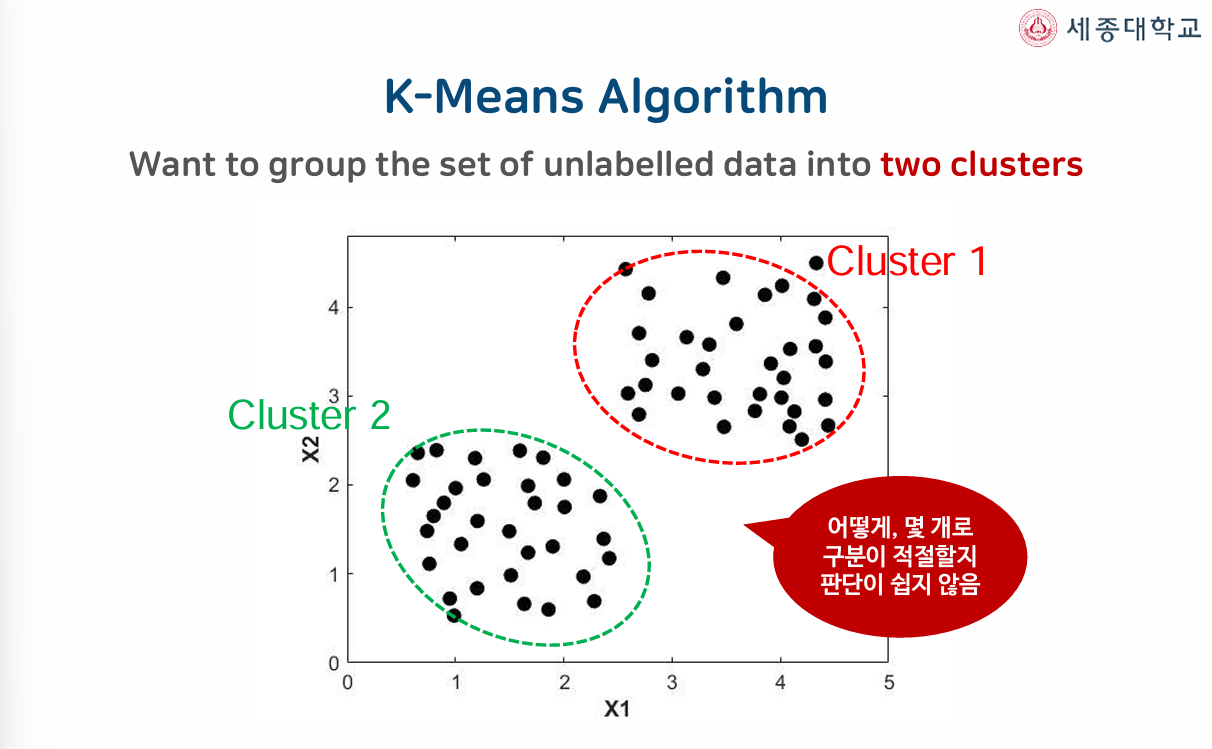 세종대학교
K-Means Algorithm
Want to group the set of unlabelled data into two clusters
Cluster 1
Cluster 2
X2
4
3
2
1
0
어떻게, 몇 개로
구분이 적절할지
판단이 쉽지 않음
0 1 2 3 4 5
X1